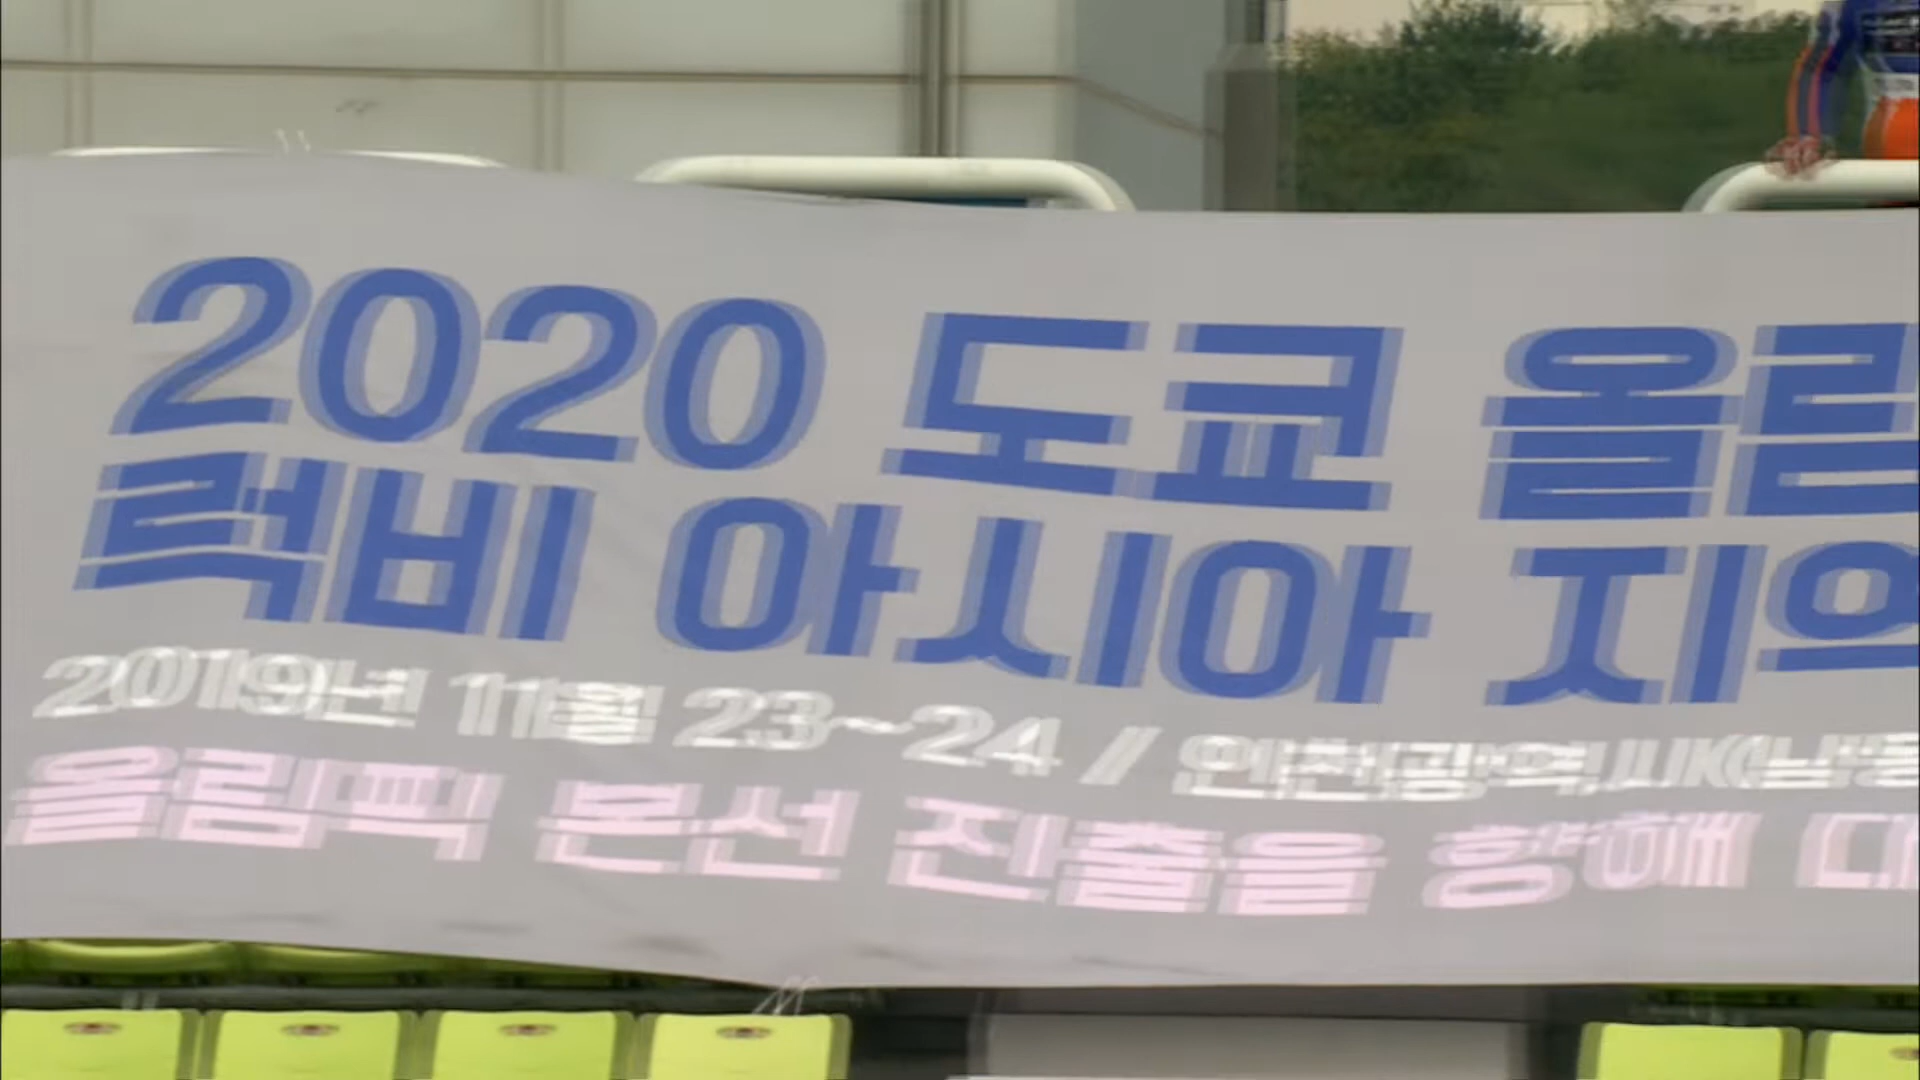 2020 도쿄 올림
럭비 아시아 지역
2019년 11월 23~24 / 인천광역시
올림픽 본선 진출을 향해